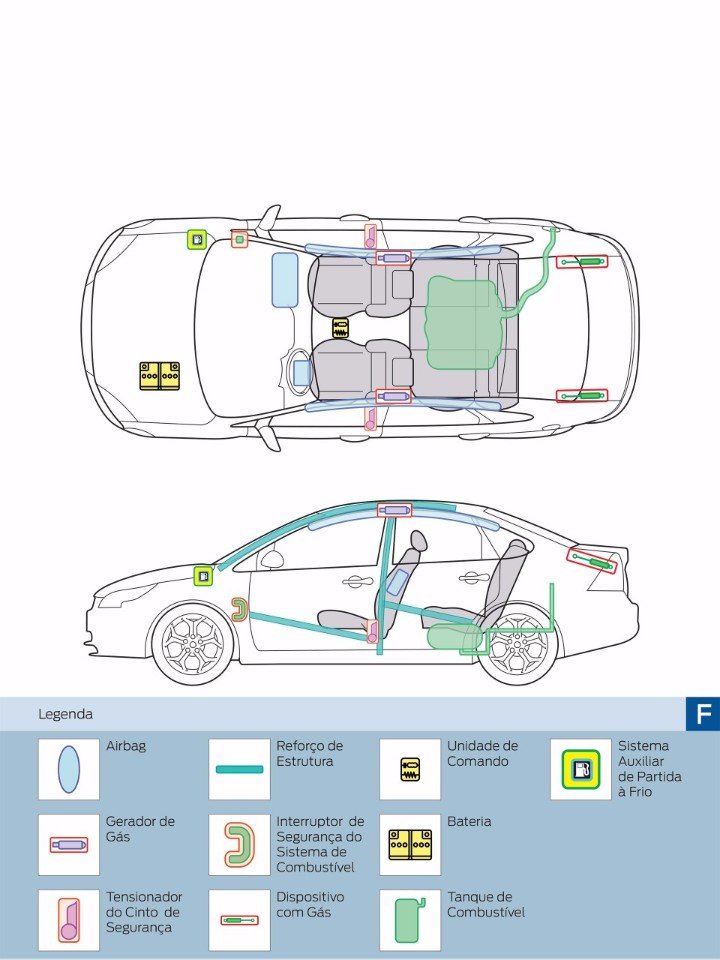 Legenda
F
Airbag
Reforço de
Estrutura
Unidade de
Comando
Sistema
Auxiliar
de Partida
à Frio
Gerador de
Gás
Interruptor de
Segurança do
Sistema de
Combustível
Bateria
Tensionador
do Cinto de
Segurança
Dispositivo
com Gás
Tanque de
Combustível